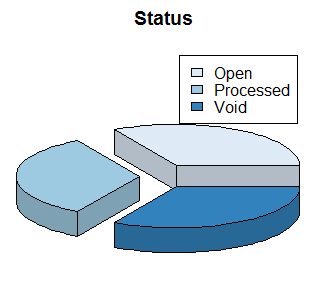 Status
Open
Processed
Void